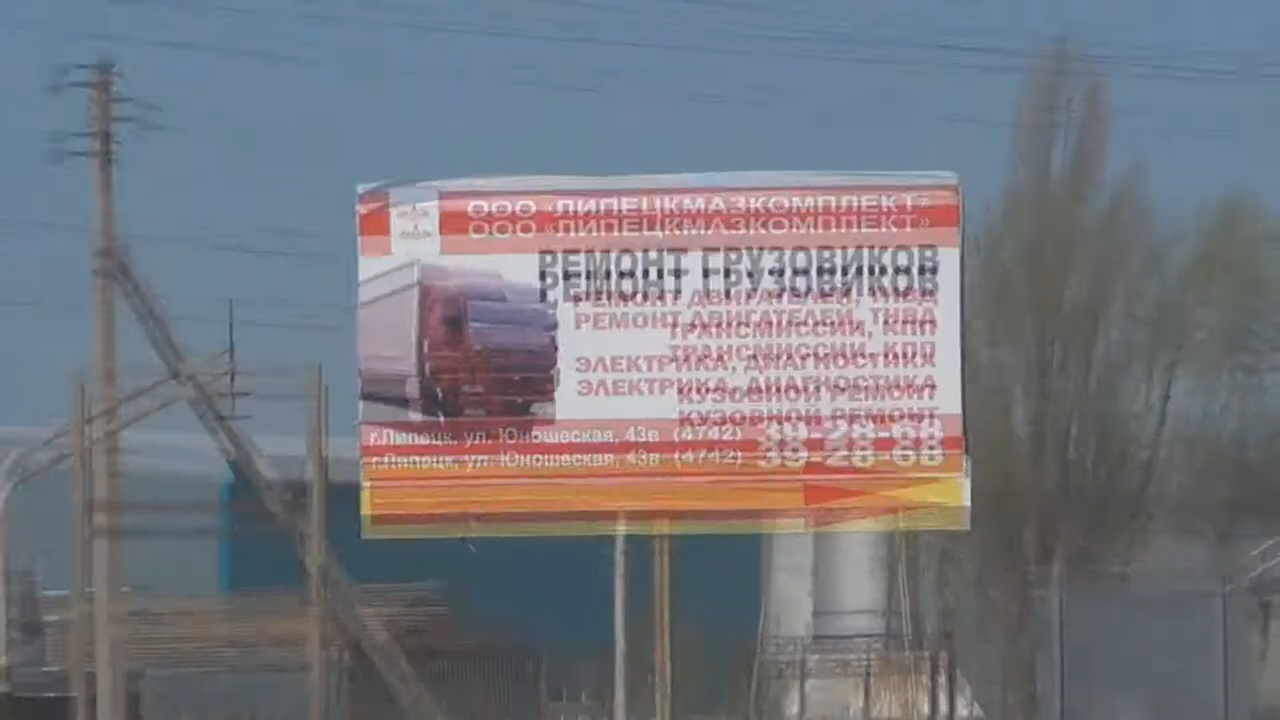 ООО «ЛИПЕЦКМАЗКОМПЛЕКТ»
РЕМОНТ ГРУЗОВИКОВ
РЕМОНТ ДВИГАТЕЛЕЙ, ТНВД
ТРАНСМИССИИ, КПП
ЭЛЕКТРИКА, ДИАГНОСТИКА
КУЗОВНОЙ РЕМОНТ
г.Липецк, ул. Юношеская, 43в (4742) 39-28-68